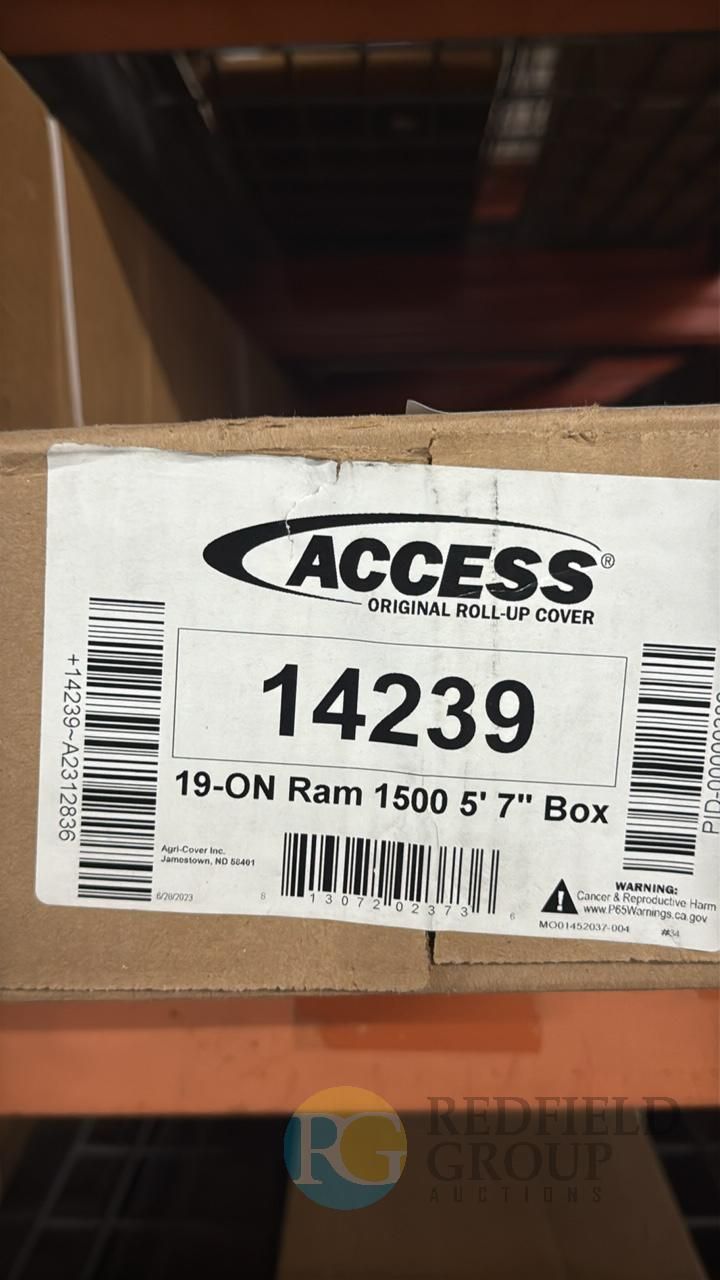 ACCESS®
ORIGINAL ROLL-UP COVER
14239
19-ON Ram 1500 5' 7" Box
+14239~A2312836
Agri-Cover Inc.
Jamestown, ND 58401
6/28/2023
8 13072 02373 6
WARNING:
Cancer & Reproductive Harm
www.P65Warnings.ca.gov
MO01452037-004 #34
RG
REDFIELD
GROUP
AUCTIONS